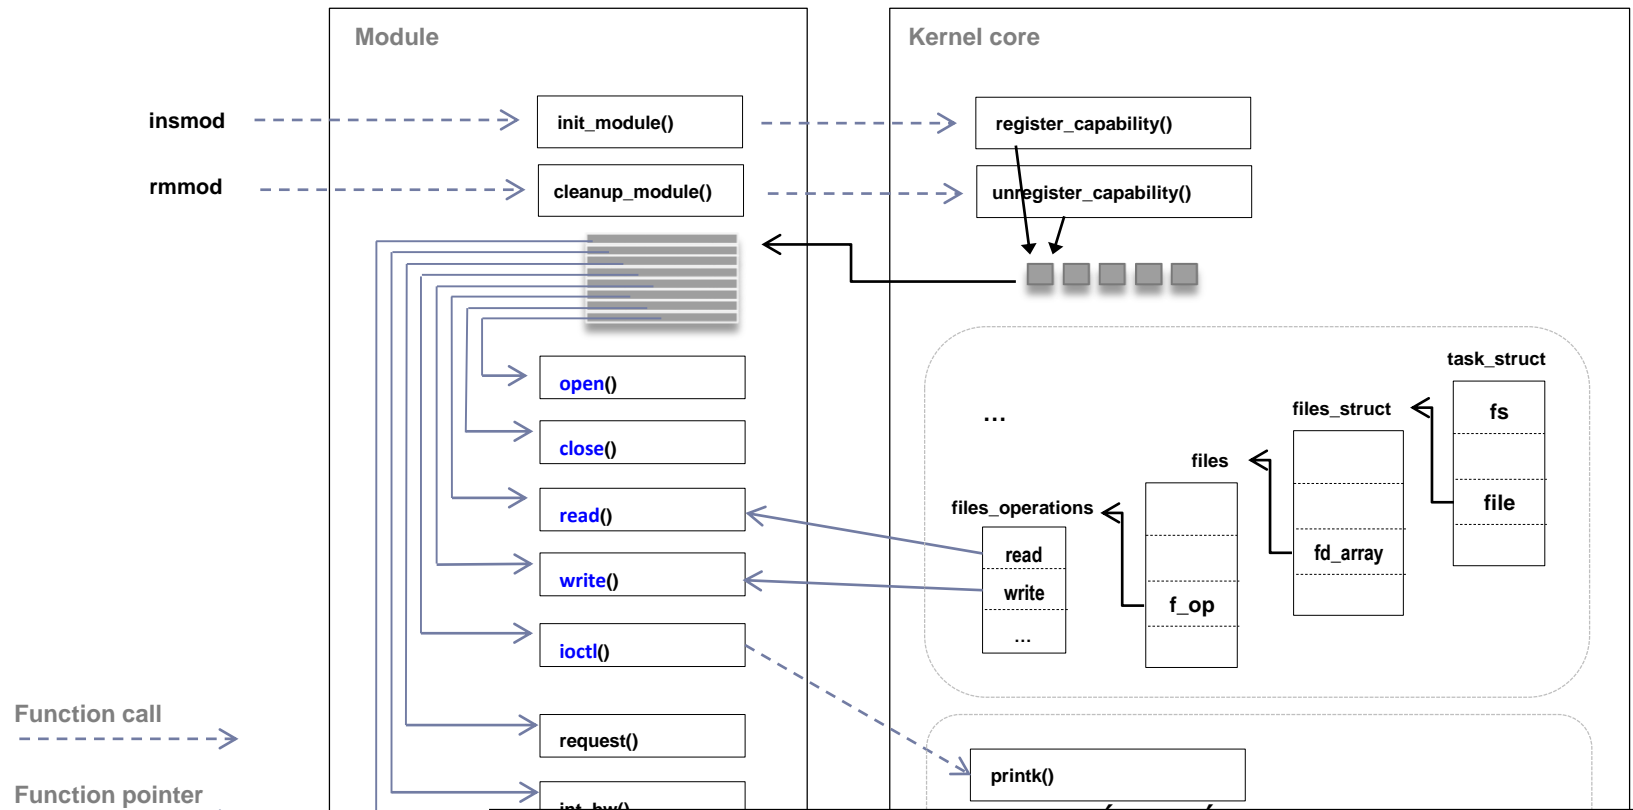 Module
Kernel core
insmod
init_module()
register_capability()
rmmod
cleanup_module()
unregister_capability()
open()
close()
read()
write()
ioctl()
request()
task_struct
fs
file
files_struct
fd_array
files
f_op
files_operations
read
write
...
...
printk()
Function call
Function pointer